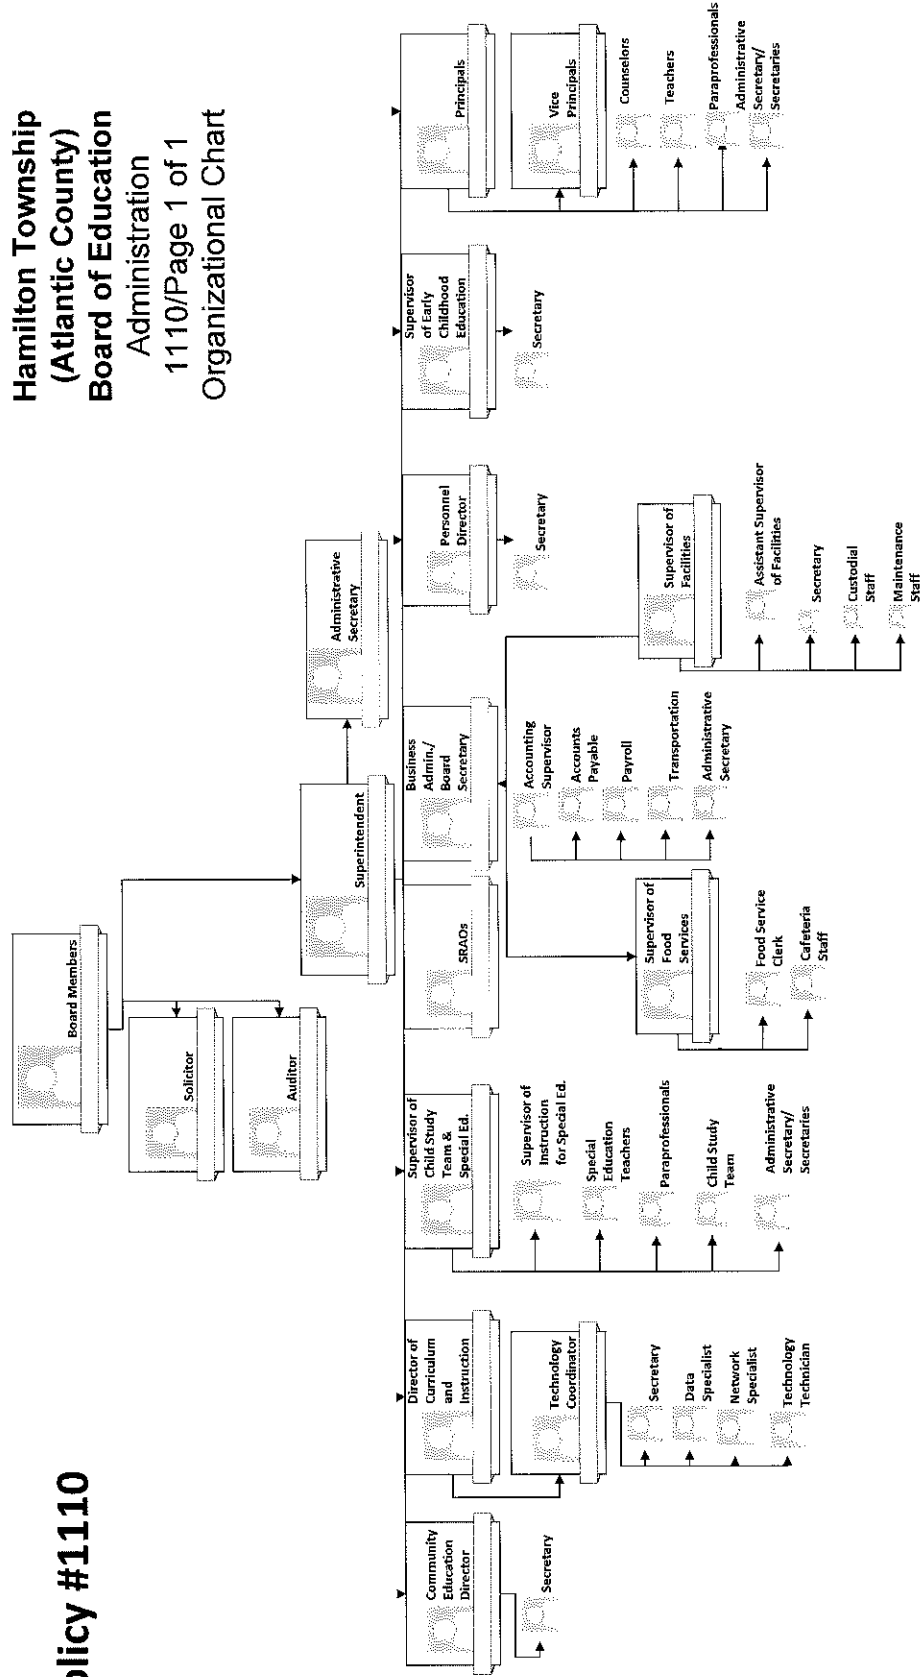 olicy #1110
Hamilton Township
(Atlantic County)
Board of Education
Administration
1110/Page 1 of 1
Organizational Chart
Board Members
Solicitor
Auditor
Superintendent
Administrative
Secretary
Community
Education
Director
Secretary
Director of
Curriculum
and
Instruction
Technology
Coordinator
Secretary
Data
Specialist
Network
Specialist
Technology
Technician
Supervisor of
Child Study
Team &
Special Ed.
Supervisor of
Instruction
for Special Ed.
Special
Education
Teachers
Paraprofessionals
Child Study
Team
Administrative
Secretary/
Secretaries
SRAOs
Business
Admin./
Board
Secretary
Accounting
Supervisor
Accounts
Payable
Payroll
Transportation
Administrative
Secretary
Supervisor of
Food
Services
Food Service
Clerk
Cafeteria
Staff
Supervisor of
Facilities
Assistant Supervisor
of Facilities
Secretary
Custodial
Staff
Maintenance
Staff
Personnel
Director
Secretary
Supervisor
of Early
Childhood
Education
Secretary
Principals
Vice
Principals
Counselors
Teachers
Paraprofessionals
Administrative
Secretary/
Secretaries